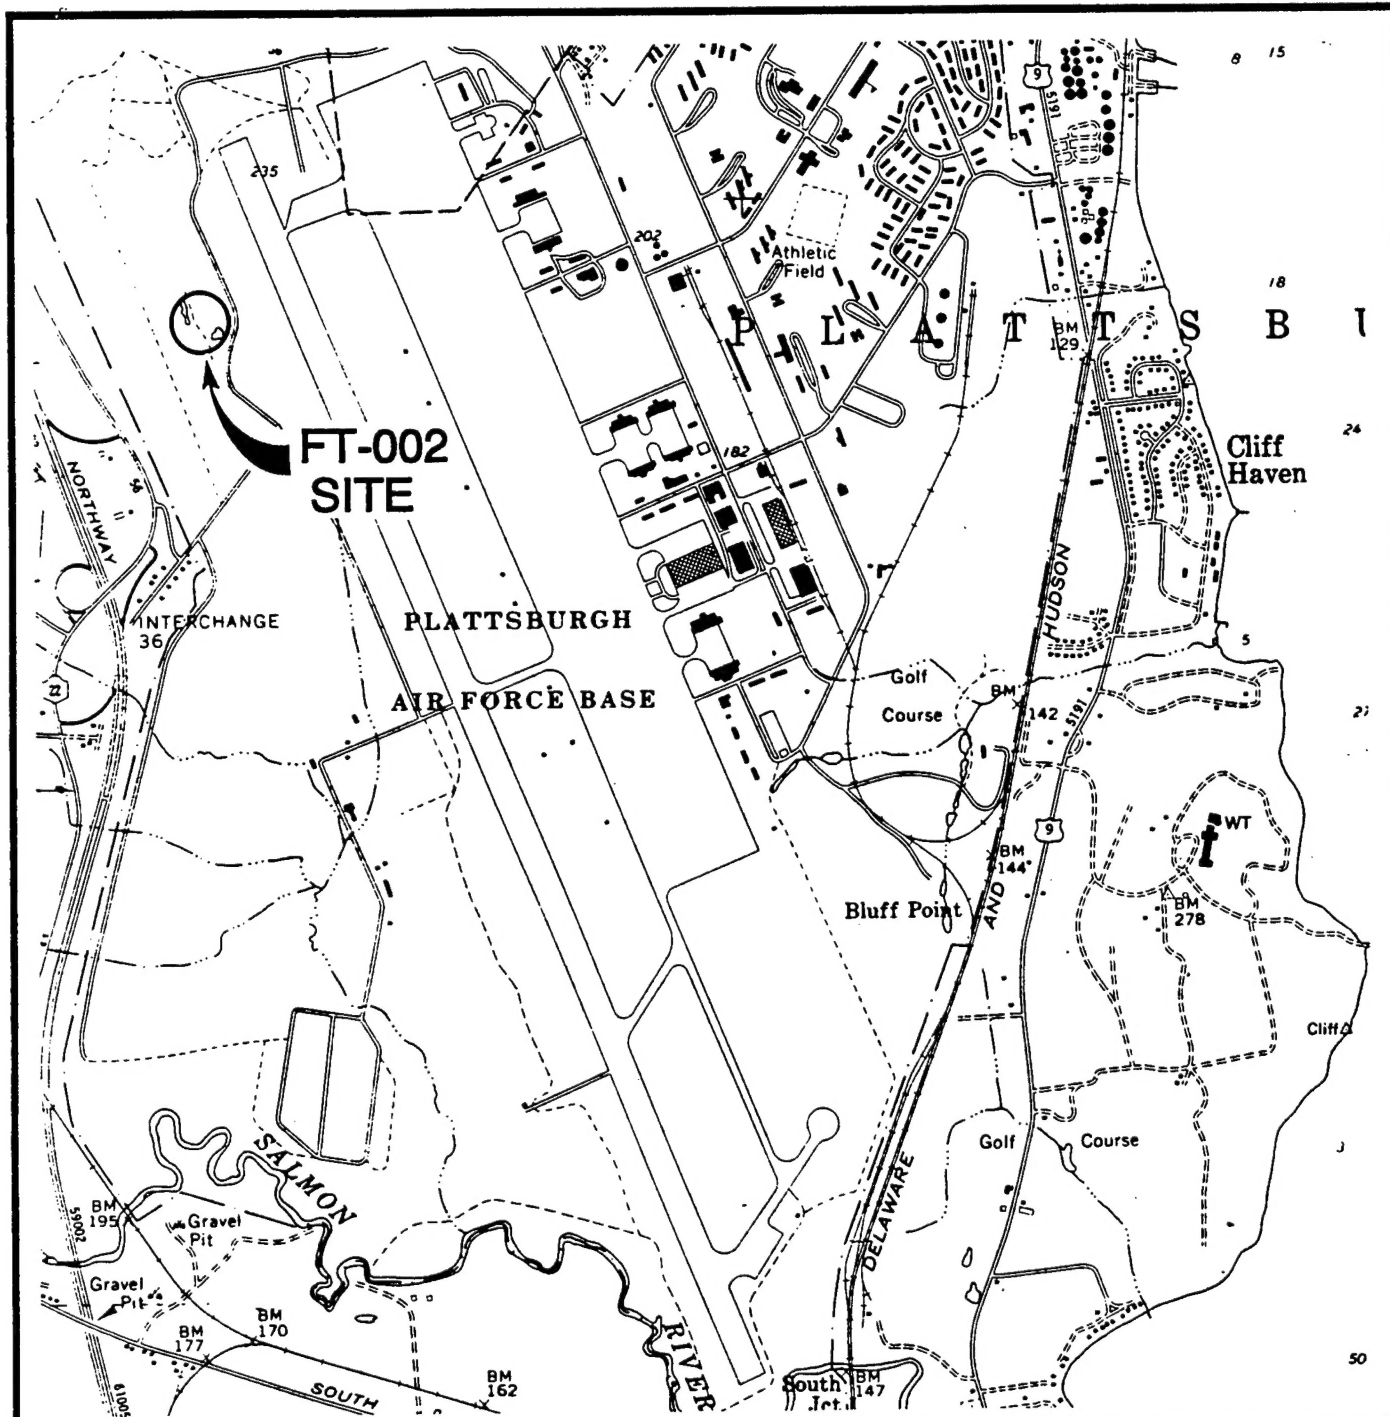 8 15
9
5191
235
202
Athletic
Field
18
P L A T T S B U
BM
129
24
FT-002
SITE
182
Cliff
Haven
NORTHWAY
HUDSON
INTERCHANGE
36
PLATTSBURGH
5
22
Golf
AIR FORCE BASE
BM
Course
142
5191
9
WT
BM
144
AND
Bluff Point
BM
278
Cliff
SALMON
Golf Course
DELAWARE
BM
195
Gravel
Pit
59002
Gravel
Pit
BM
170
BM
177
RIVER
50
SOUTH
BM
162
South
Jct
BM
147